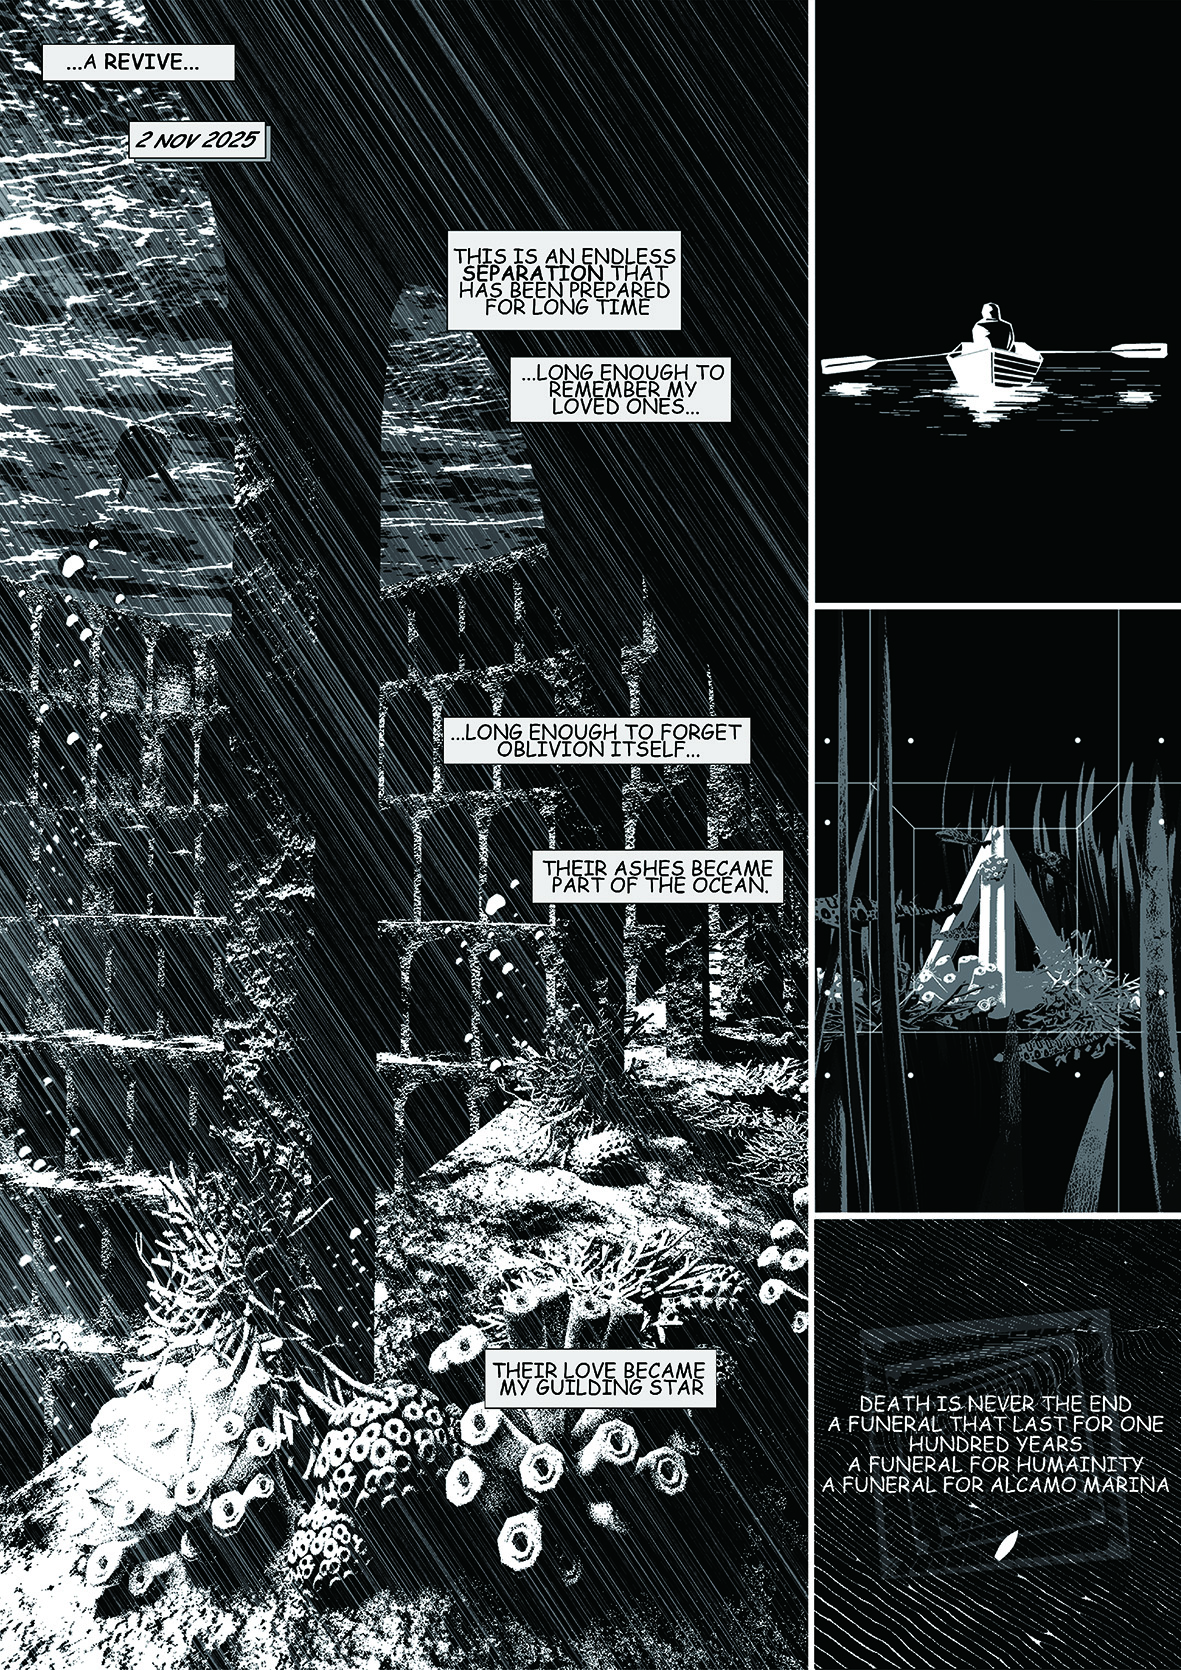 ...A REVIVE...
2 NOV 2025
THIS IS AN ENDLESS
SEPARATION THAT
HAS BEEN PREPARED
FOR LONG TIME
...LONG ENOUGH TO
REMEMBER MY
LOVED ONES...
...LONG ENOUGH TO FORGET
OBLIVION ITSELF...
THEIR ASHES BECAME
PART OF THE OCEAN.
THEIR LOVE BECAME
MY GUILDING STAR
DEATH IS NEVER THE END
A FUNERAL THAT LAST FOR ONE
HUNDRED YEARS
A FUNERAL FOR HUMAINITY
A FUNERAL FOR ALCAMO MARINA